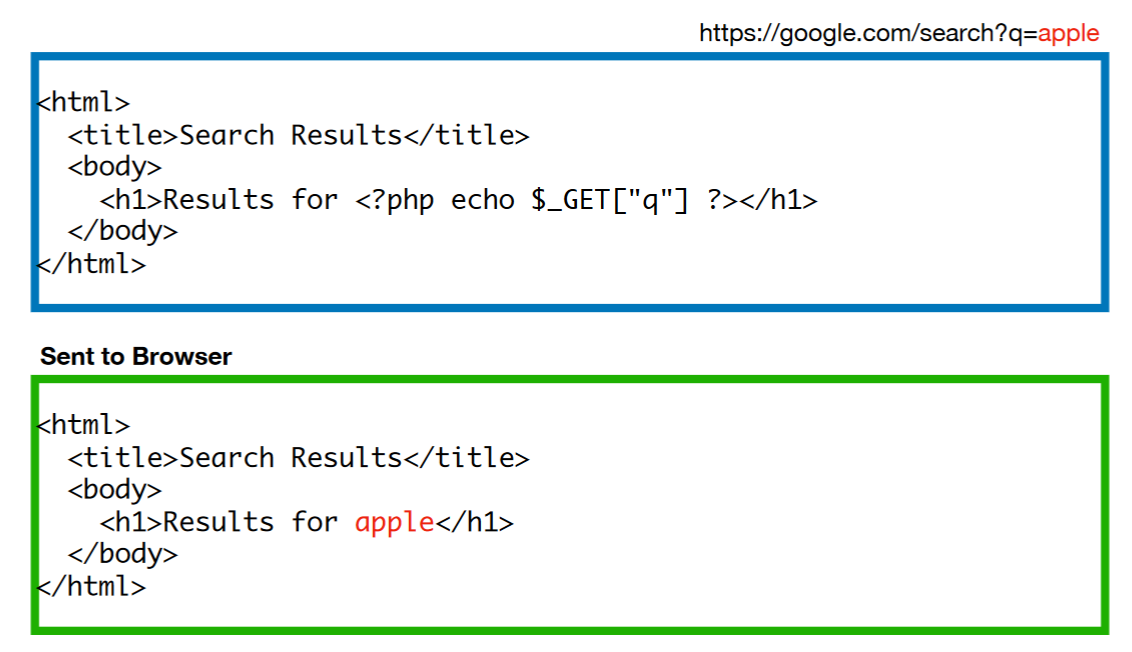 https://google.com/search?q=apple
<html>
  <title>Search Results</title>
  <body>
    <h1>Results for <?php echo $_GET["q"] ?></h1>
  </body>
</html>
Sent to Browser
<html>
  <title>Search Results</title>
  <body>
    <h1>Results for apple</h1>
  </body>
</html>